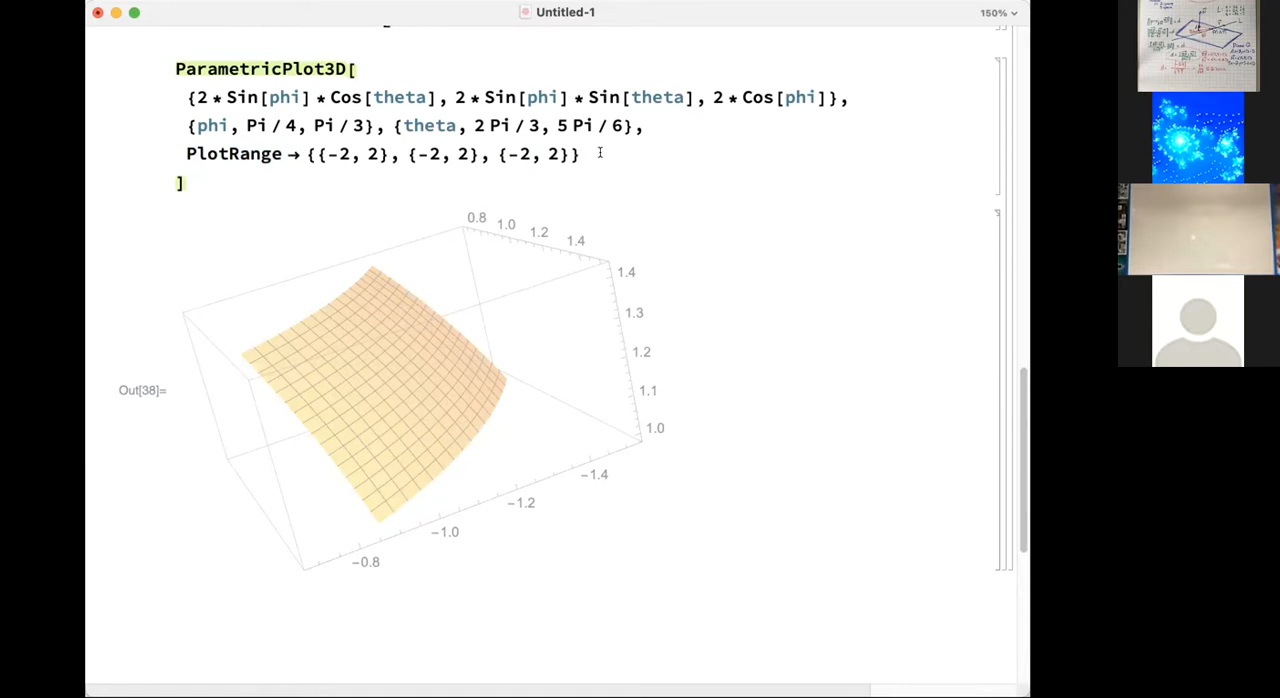 Untitled-1
150%
ParametricPlot3D[
{2 * Sin[phi] * Cos[theta], 2 * Sin[phi] * Sin[theta], 2 * Cos[phi]},
{phi, Pi / 4, Pi / 3}, {theta, 2 Pi / 3, 5 Pi / 6},
PlotRange → {{-2, 2}, {-2, 2}, {-2, 2}}
]
0.8
1.0
1.2
1.4
1.4
1.3
1.2
1.1
1.0
Out[38]=
-1.4
-1.2
-1.0
-0.8